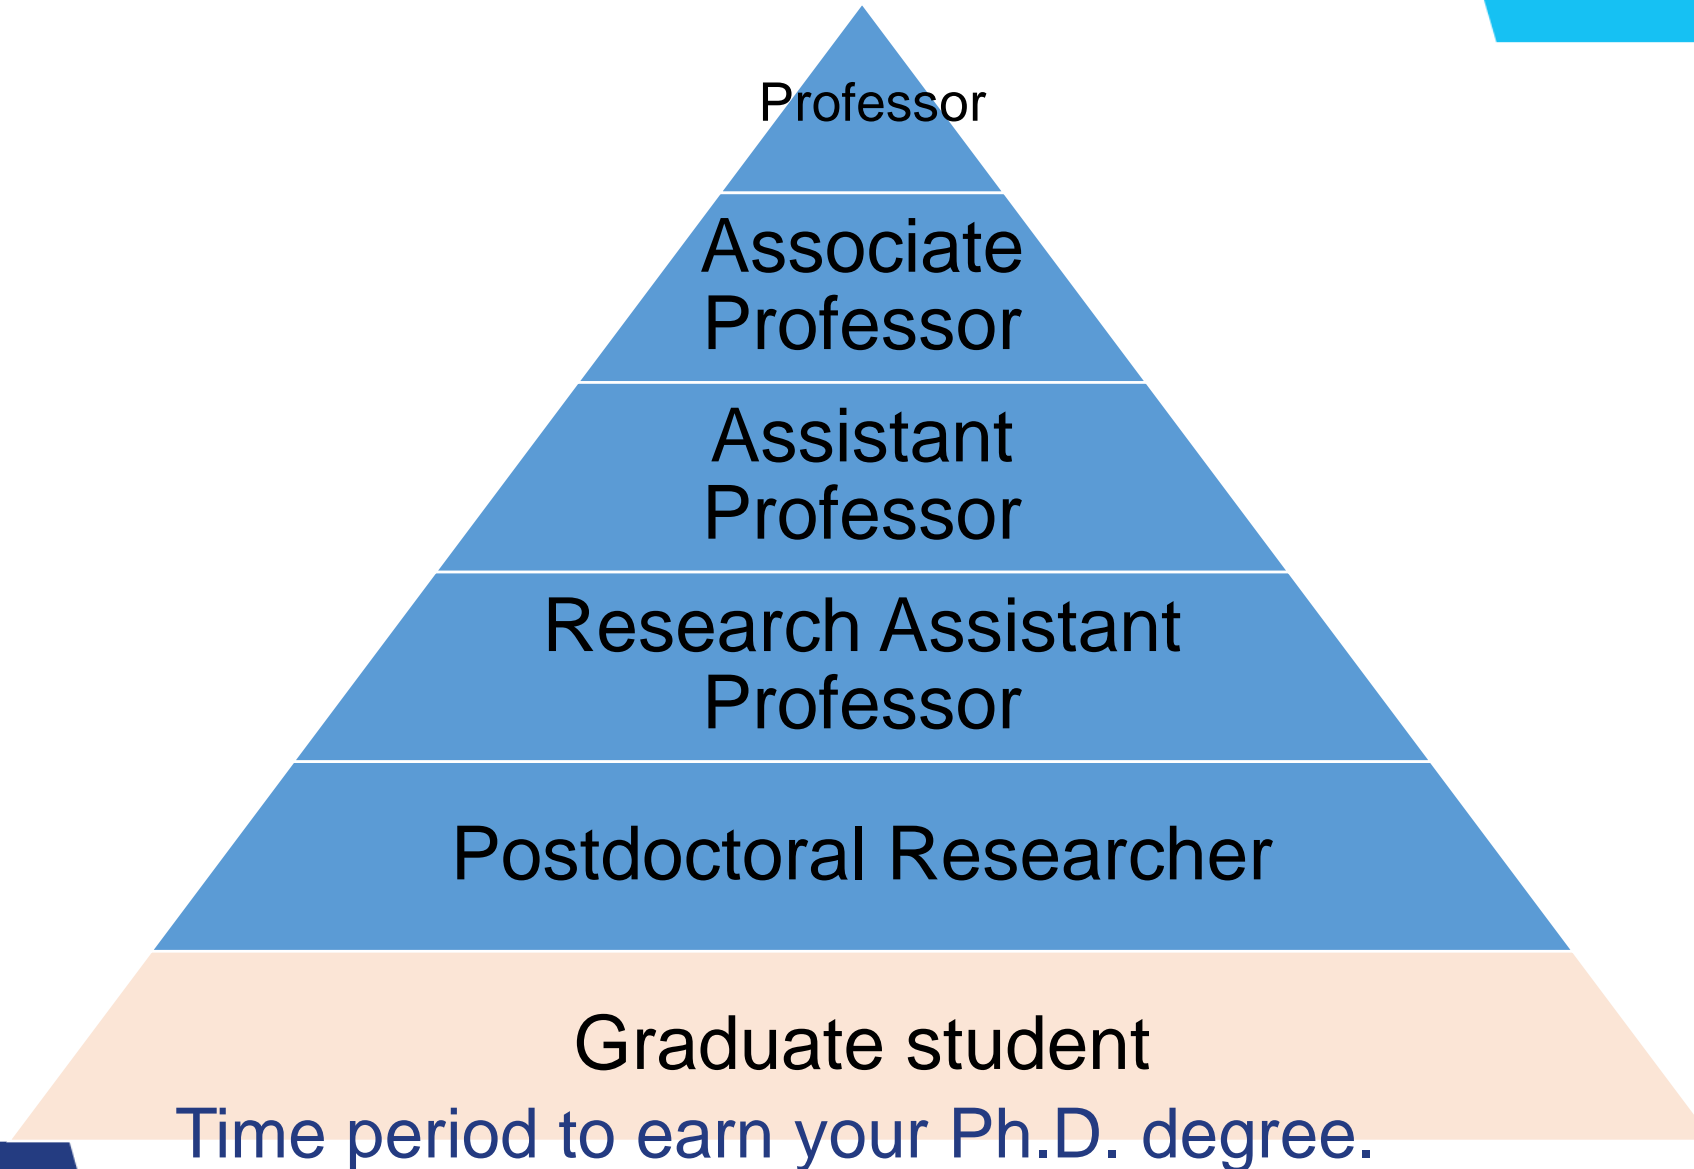 Professor
Associate
Professor
Assistant
Professor
Research Assistant
Professor
Postdoctoral Researcher
Graduate student
Time period to earn your Ph.D. degree.